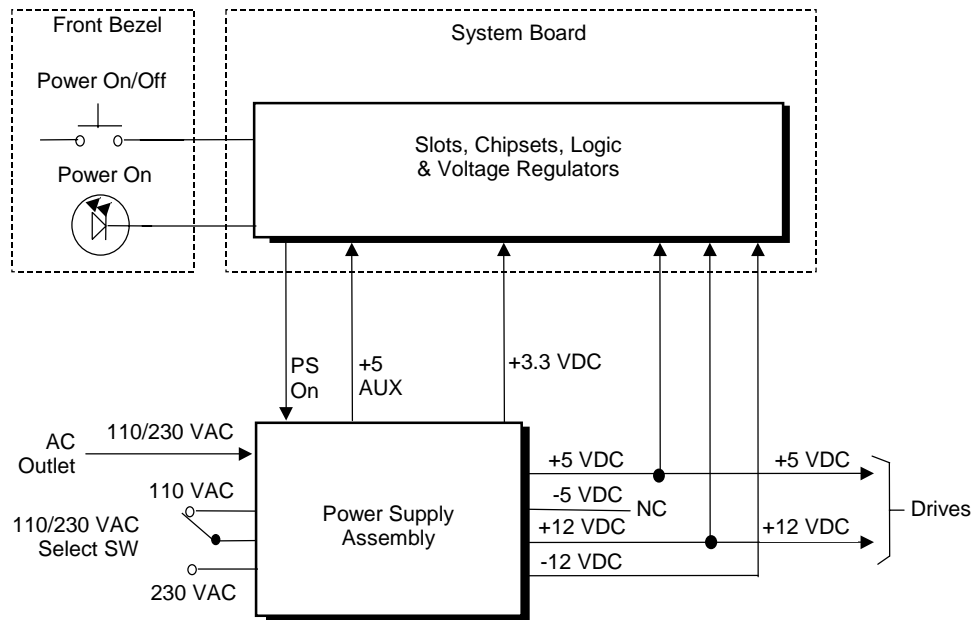 Front Bezel
System Board
Power On/Off
Slots, Chipsets, Logic
& Voltage Regulators
Power On
PS
On
+5
AUX
+3.3 VDC
AC
Outlet
110/230 VAC
110 VAC
110/230 VAC
Select SW
230 VAC
Power Supply
Assembly
+5 VDC
+5 VDC
-5 VDC
NC
+12 VDC
+12 VDC
-12 VDC
Drives